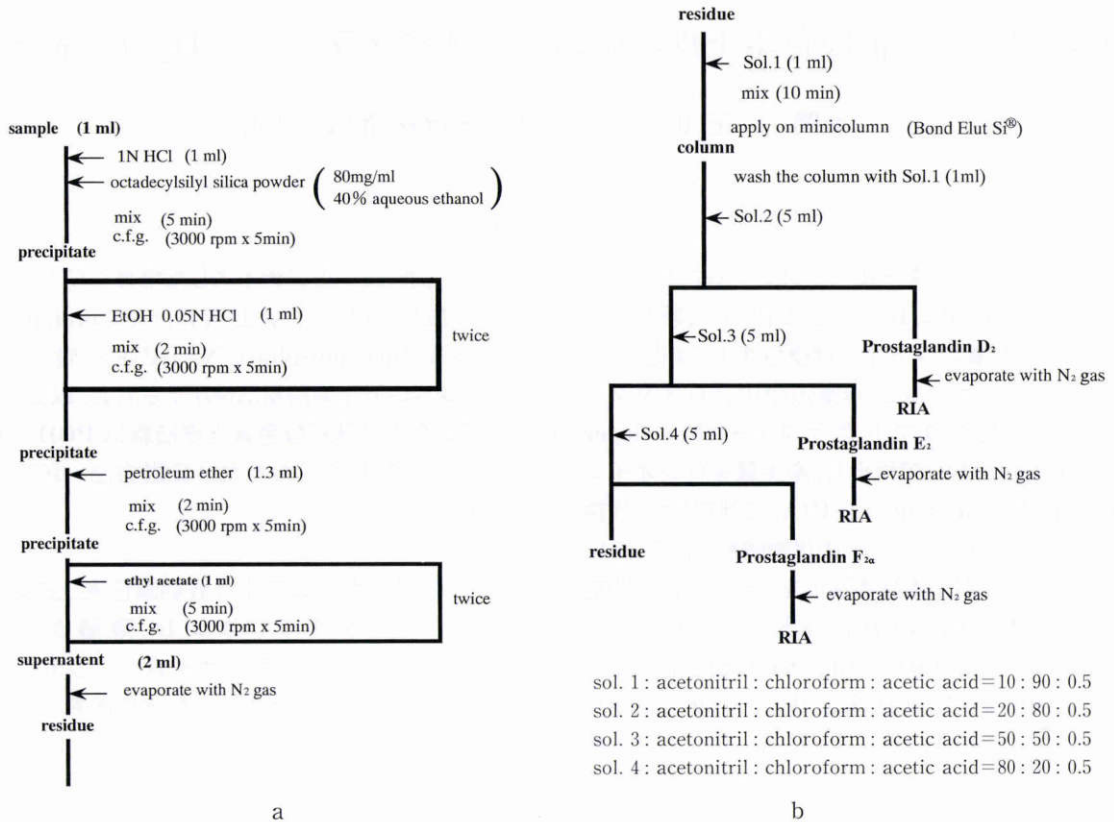 sample (1 ml)
1N HCl (1 ml)
octadecylsilyl silica powder ( 80mg/ml
40% aqueous ethanol )
mix (5 min)
c.f.g. (3000 rpm x 5min)
precipitate
EtOH 0.05N HCl (1 ml)
mix (2 min)
c.f.g. (3000 rpm x 5min)
twice
precipitate
petroleum ether (1.3 ml)
mix (2 min)
c.f.g. (3000 rpm x 5min)
precipitate
ethyl acetate (1 ml)
mix (5 min)
c.f.g. (3000 rpm x 5min)
twice
supernatent (2 ml)
evaporate with N₂ gas
residue
a
residue
Sol.1 (1 ml)
mix (10 min)
apply on minicolumn (Bond Elut Si®)
column
wash the column with Sol.1 (1ml)
Sol.2 (5 ml)
Sol.3 (5 ml)
Prostaglandin D₂
evaporate with N₂ gas
RIA
Sol.4 (5 ml)
Prostaglandin E₂
evaporate with N₂ gas
RIA
residue
Prostaglandin F₂α
evaporate with N₂ gas
RIA
sol. 1 : acetonitril : chloroform : acetic acid=10 : 90 : 0.5
sol. 2 : acetonitril : chloroform : acetic acid=20 : 80 : 0.5
sol. 3 : acetonitril : chloroform : acetic acid=50 : 50 : 0.5
sol. 4 : acetonitril : chloroform : acetic acid=80 : 20 : 0.5
b